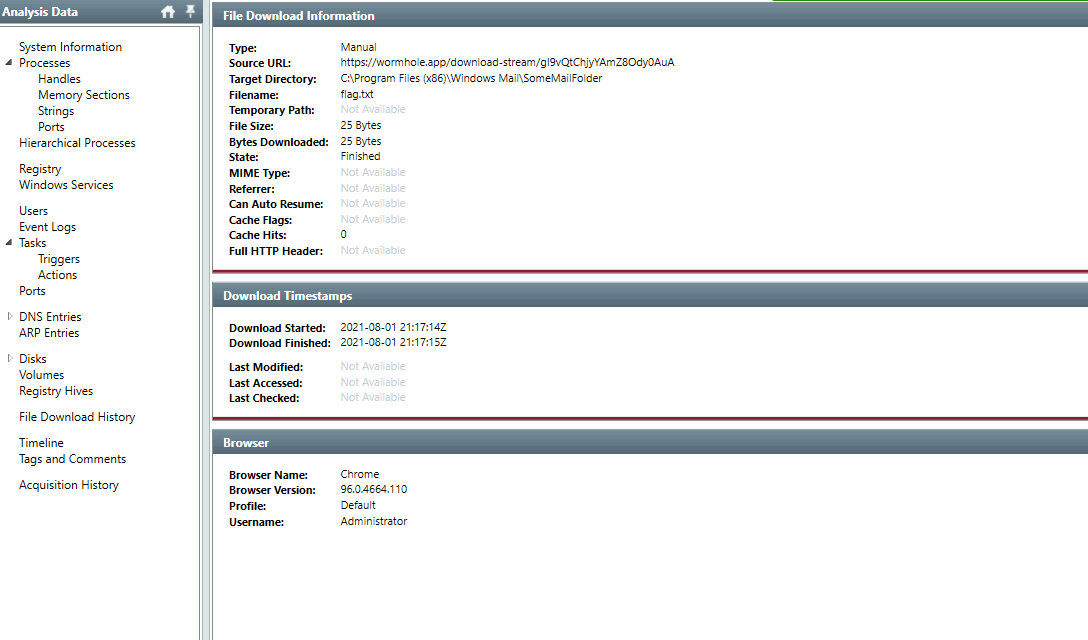 Analysis Data
System Information
Processes
Handles
Memory Sections
Strings
Ports
Hierarchical Processes
Registry
Windows Services
Users
Event Logs
Tasks
Triggers
Actions
Ports
DNS Entries
ARP Entries
Disks
Volumes
Registry Hives
File Download History
Timeline
Tags and Comments
Acquisition History
File Download Information
Type: Manual
Source URL: https://wormhole.app/download-stream/gI9vQtChjyYAmZ8Ody0AuA
Target Directory: C:\Program Files (x86)\Windows Mail\SomeMailFolder
Filename: flag.txt
Temporary Path: Not Available
File Size: 25 Bytes
Bytes Downloaded: 25 Bytes
State: Finished
MIME Type: Not Available
Referrer: Not Available
Can Auto Resume: Not Available
Cache Flags: Not Available
Cache Hits: 0
Full HTTP Header: Not Available
Download Timestamps
Download Started: 2021-08-01 21:17:14Z
Download Finished: 2021-08-01 21:17:15Z
Last Modified: Not Available
Last Accessed: Not Available
Last Checked: Not Available
Browser
Browser Name: Chrome
Browser Version: 96.0.4664.110
Profile: Default
Username: Administrator